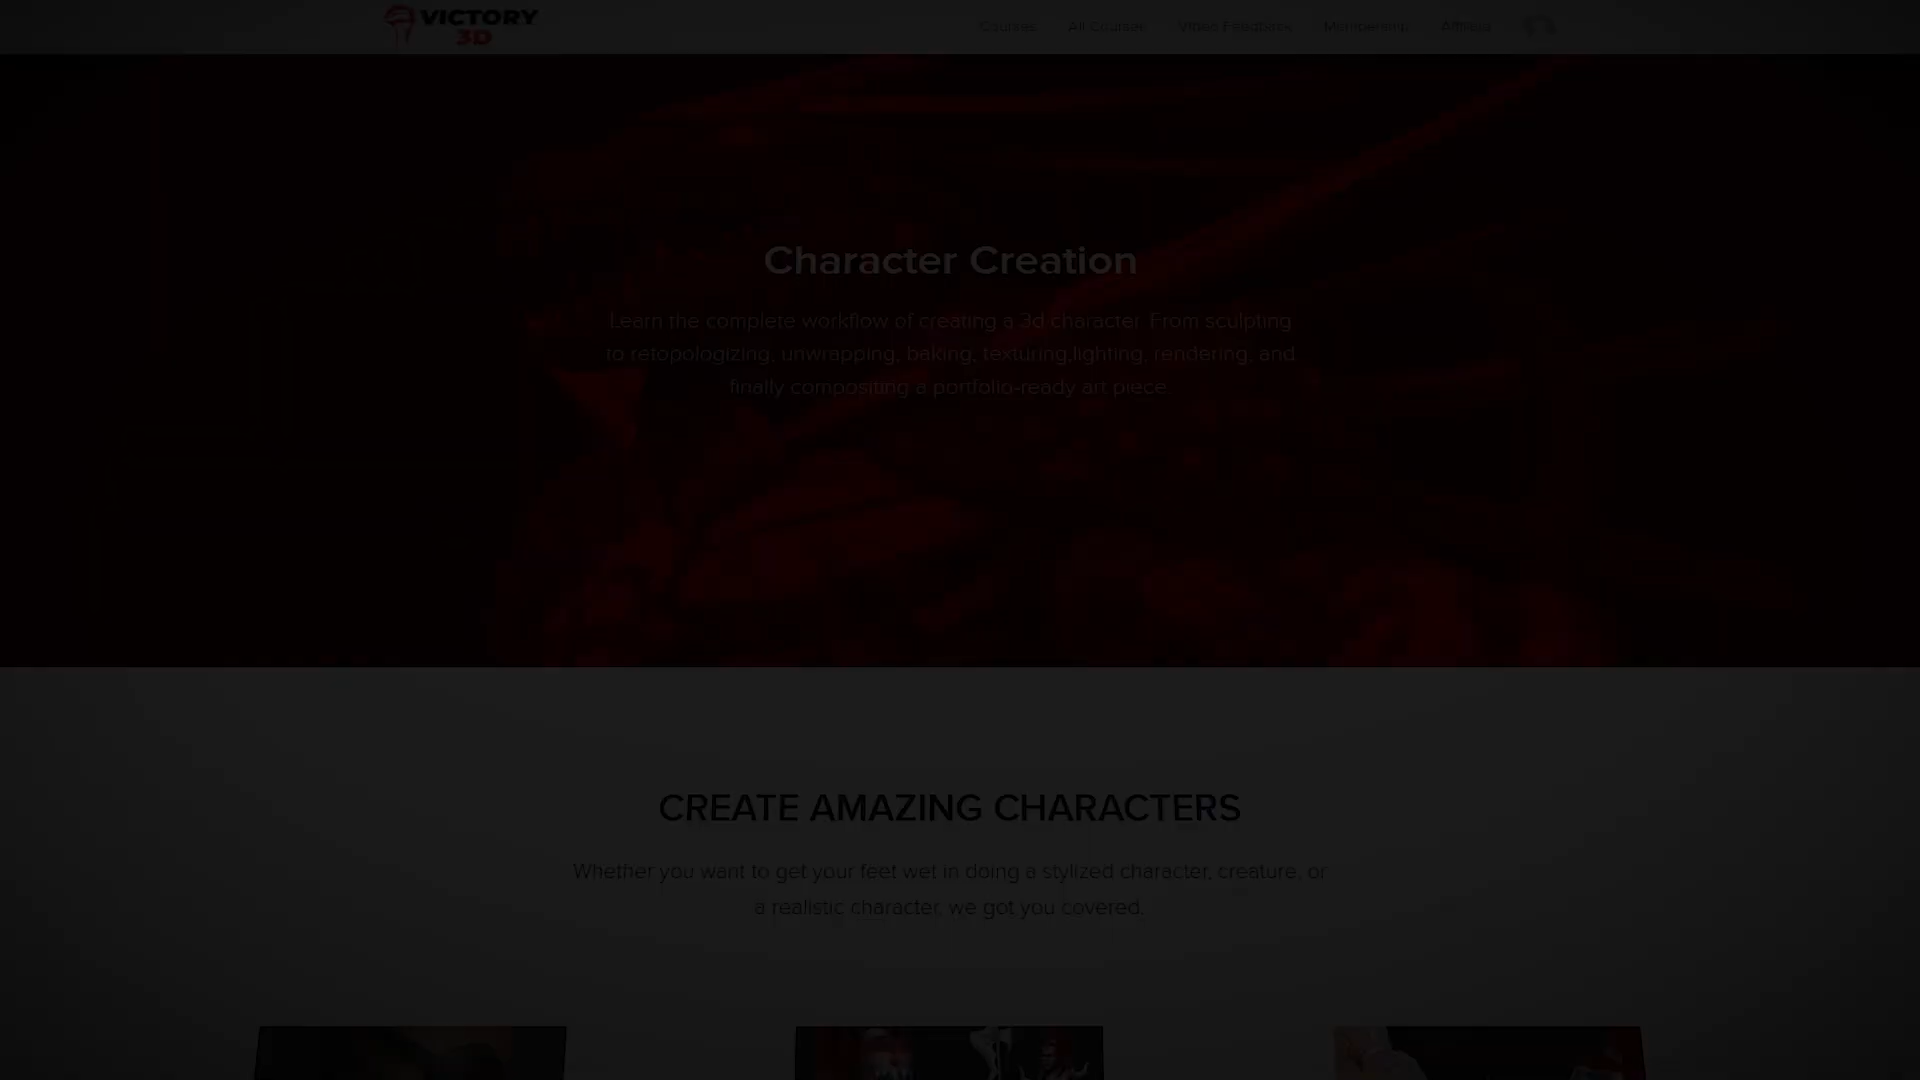 VICTORY
3D
Courses All Courses Video Feedback Membership Affiliate
Character Creation
Learn the complete workflow of creating a 3d character. From sculpting
to retopologizing, unwrapping, baking, texturing,lighting, rendering, and
finally compositing a portfolio-ready art piece.
CREATE AMAZING CHARACTERS
Whether you want to get your feet wet in doing a stylized character, creature, or
a realistic character, we got you covered.